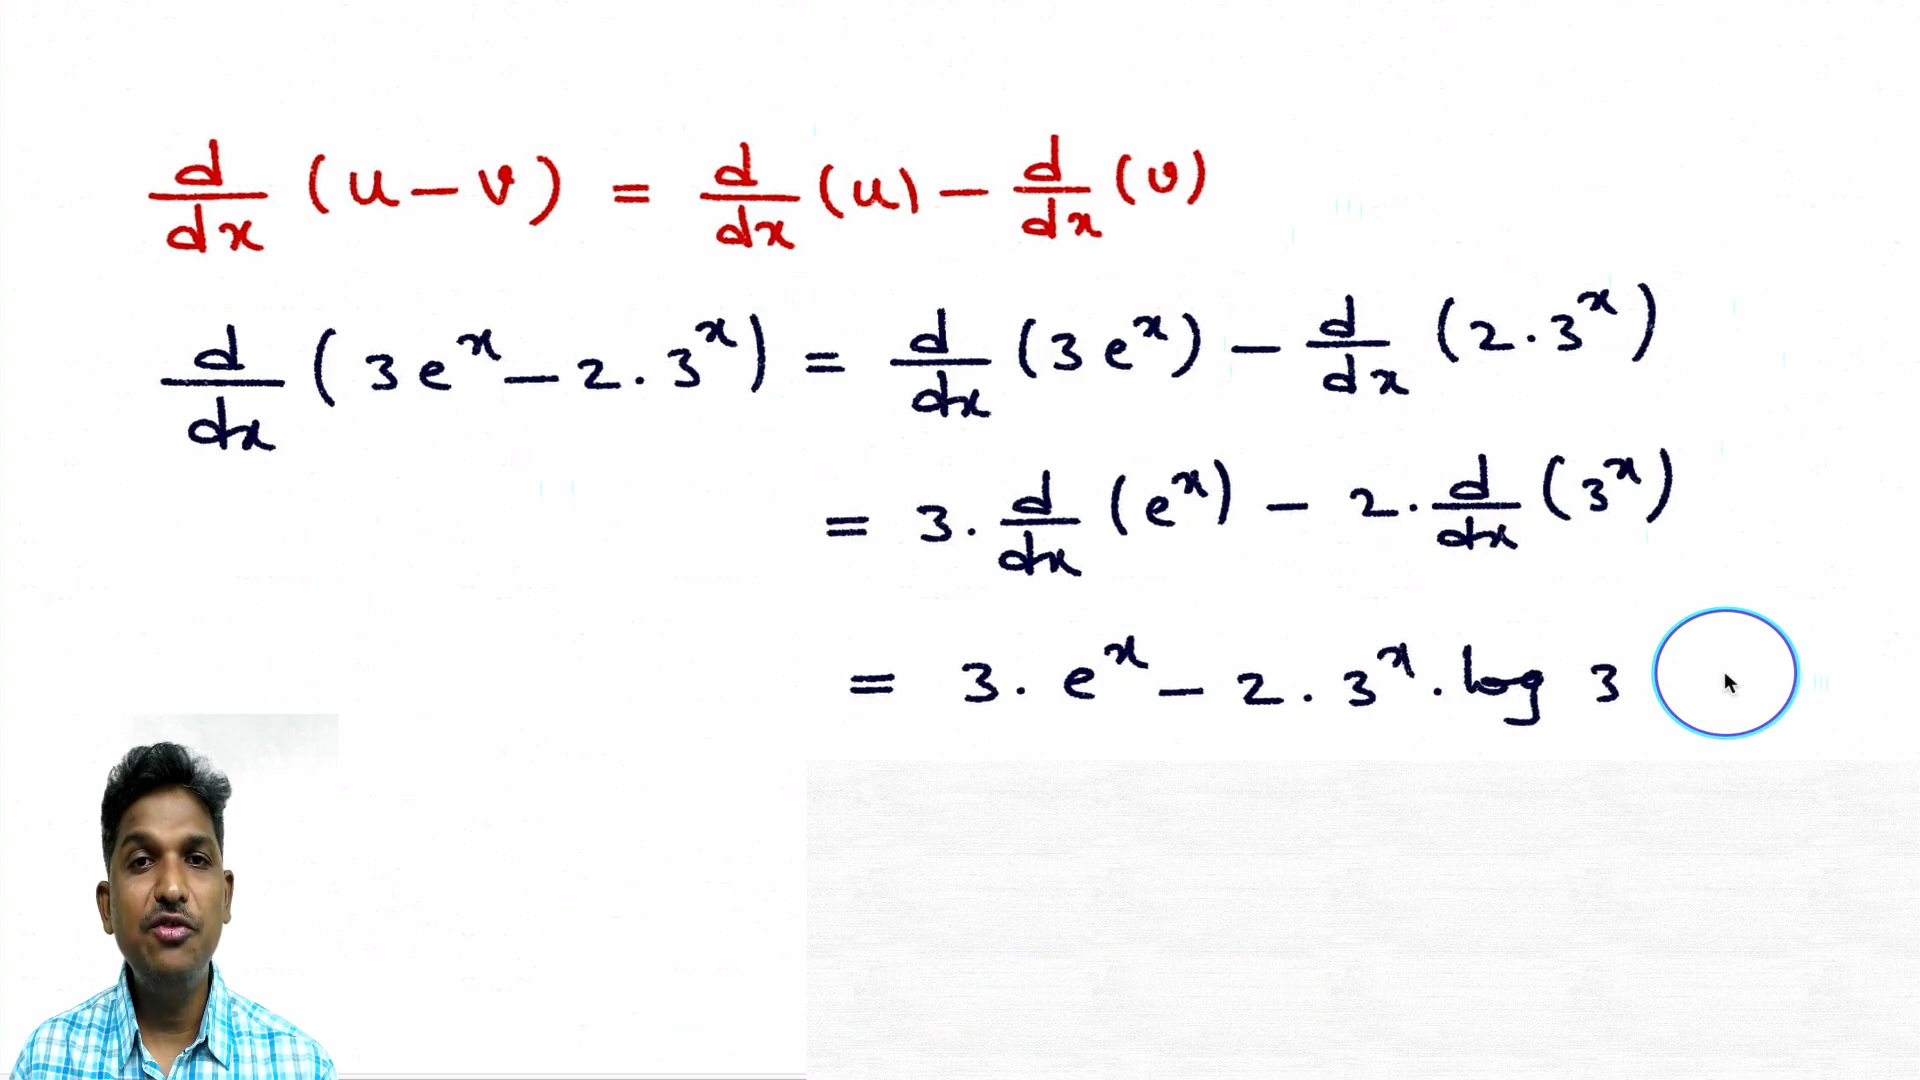 d/dx (u - v) = d/dx (u) - d/dx (v)
d/dx (3e^x - 2 · 3^x) = d/dx (3e^x) - d/dx (2 · 3^x)
= 3 · d/dx (e^x) - 2 · d/dx (3^x)
= 3 · e^x - 2 · 3^x · log 3